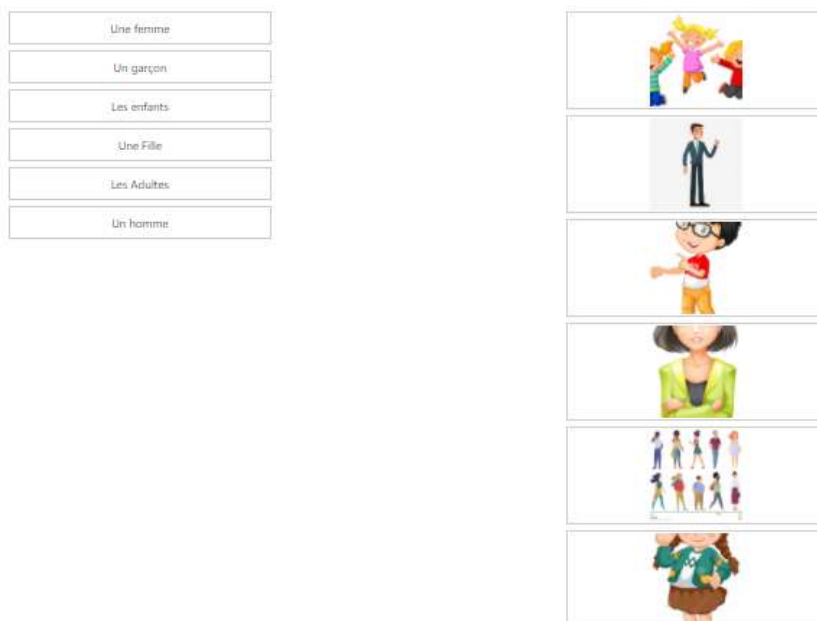 Une femme
Un garçon
Les enfants
Une Fille
Les Adultes
Un homme